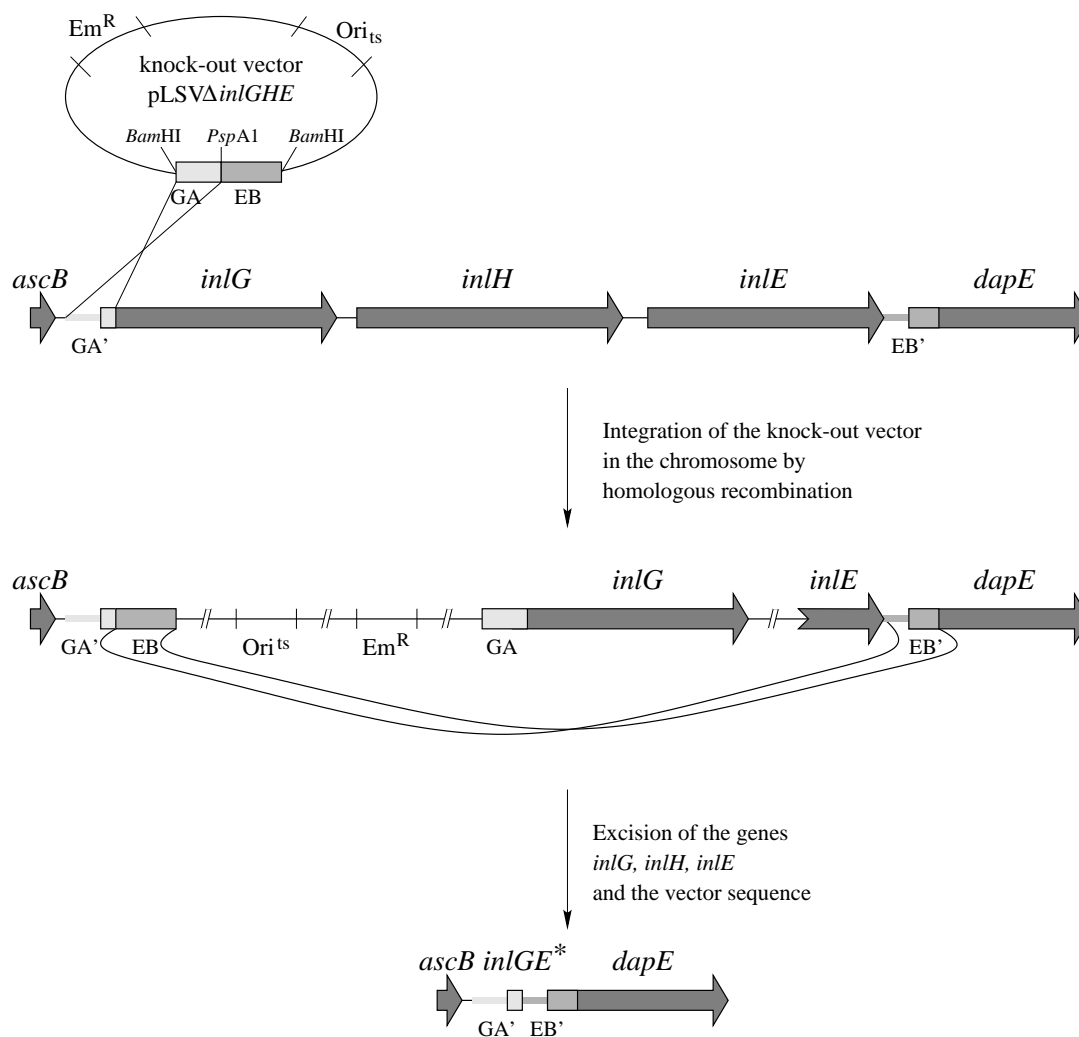 Em^R
Ori_ts
knock-out vector
pLSVΔinlGHE
BamHI PspA1 BamHI
GA EB
ascB inlG inlH inlE dapE
GA’ EB’
Integration of the knock-out vector
in the chromosome by
homologous recombination
ascB inlG inlE dapE
GA’ EB Ori^ts Em^R GA EB’
Excision of the genes
inlG, inlH, inlE
and the vector sequence
ascB inlGE* dapE
GA’ EB’